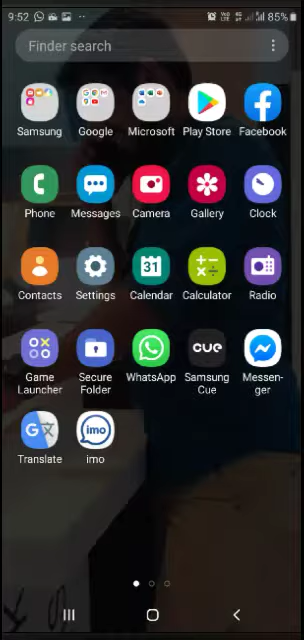 9:52 85%
Finder search
Samsung Google Microsoft Play Store Facebook
Phone Messages Camera Gallery Clock
31
Contacts Settings Calendar Calculator Radio
CUE
Game Secure WhatsApp Samsung Messen-
Launcher Folder Cue ger
G 文 imo
Translate imo